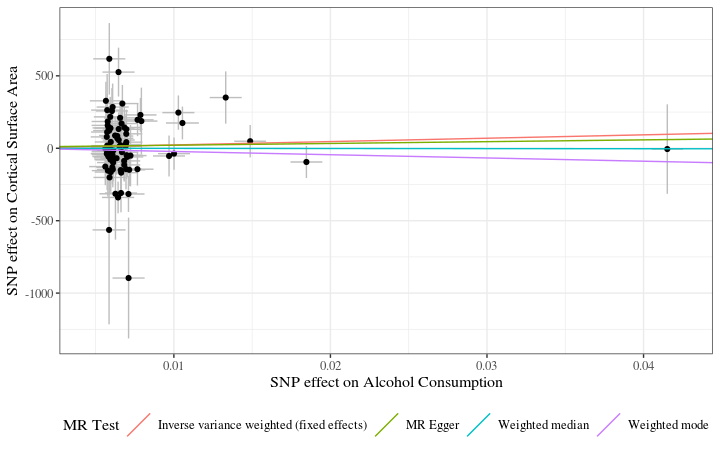 SNP effect on Cortical Surface Area
500
0
-500
-1000
0.01 0.02 0.03 0.04
SNP effect on Alcohol Consumption
MR Test Inverse variance weighted (fixed effects) MR Egger Weighted median Weighted mode